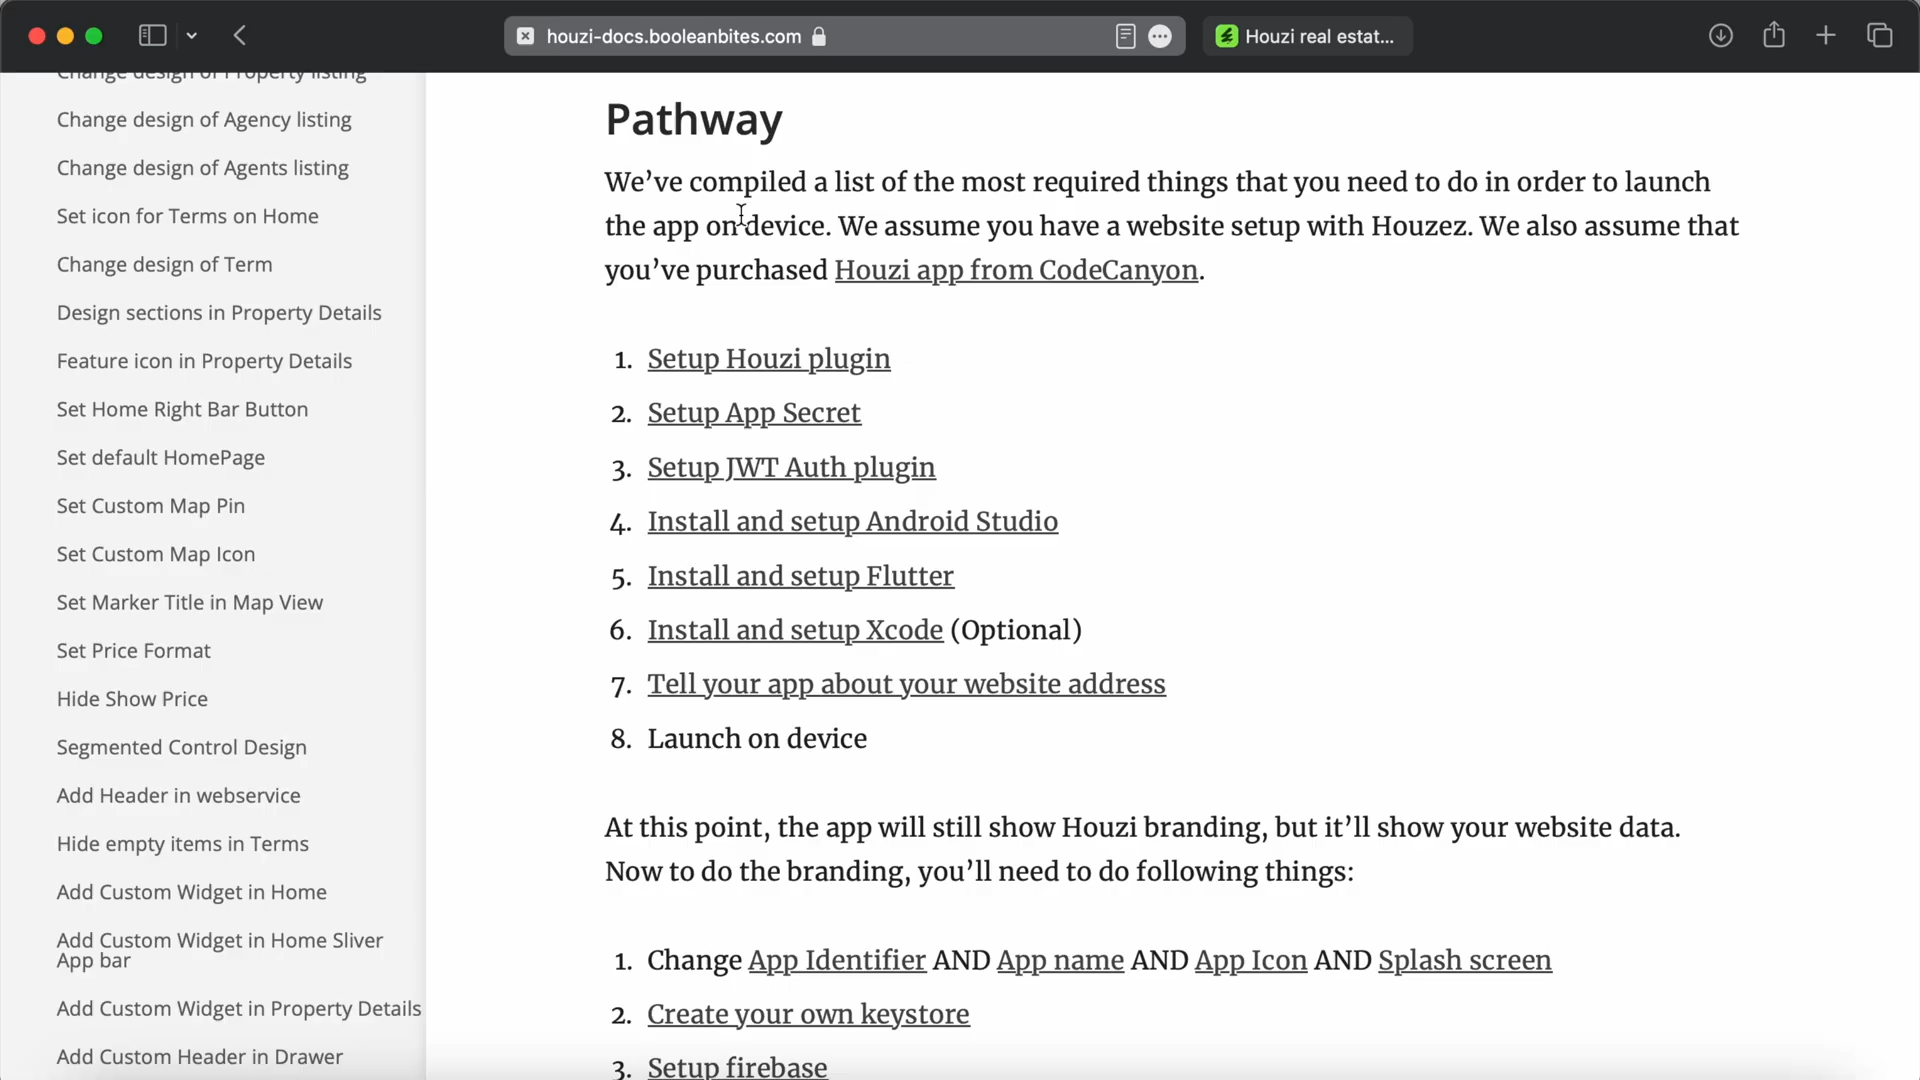 houzi-docs.booleanbites.com
Houzi real estat...
Change design of Property listing
Change design of Agency listing
Change design of Agents listing
Set icon for Terms on Home
Change design of Term
Design sections in Property Details
Feature icon in Property Details
Set Home Right Bar Button
Set default HomePage
Set Custom Map Pin
Set Custom Map Icon
Set Marker Title in Map View
Set Price Format
Hide Show Price
Segmented Control Design
Add Header in webservice
Hide empty items in Terms
Add Custom Widget in Home
Add Custom Widget in Home Sliver
App bar
Add Custom Widget in Property Details
Add Custom Header in Drawer
Pathway
We’ve compiled a list of the most required things that you need to do in order to launch
the app on device. We assume you have a website setup with Houzez. We also assume that
you’ve purchased Houzi app from CodeCanyon.
1. Setup Houzi plugin
2. Setup App Secret
3. Setup JWT Auth plugin
4. Install and setup Android Studio
5. Install and setup Flutter
6. Install and setup Xcode (Optional)
7. Tell your app about your website address
8. Launch on device
At this point, the app will still show Houzi branding, but it’ll show your website data.
Now to do the branding, you’ll need to do following things:
1. Change App Identifier AND App name AND App Icon AND Splash screen
2. Create your own keystore
3. Setup firebase